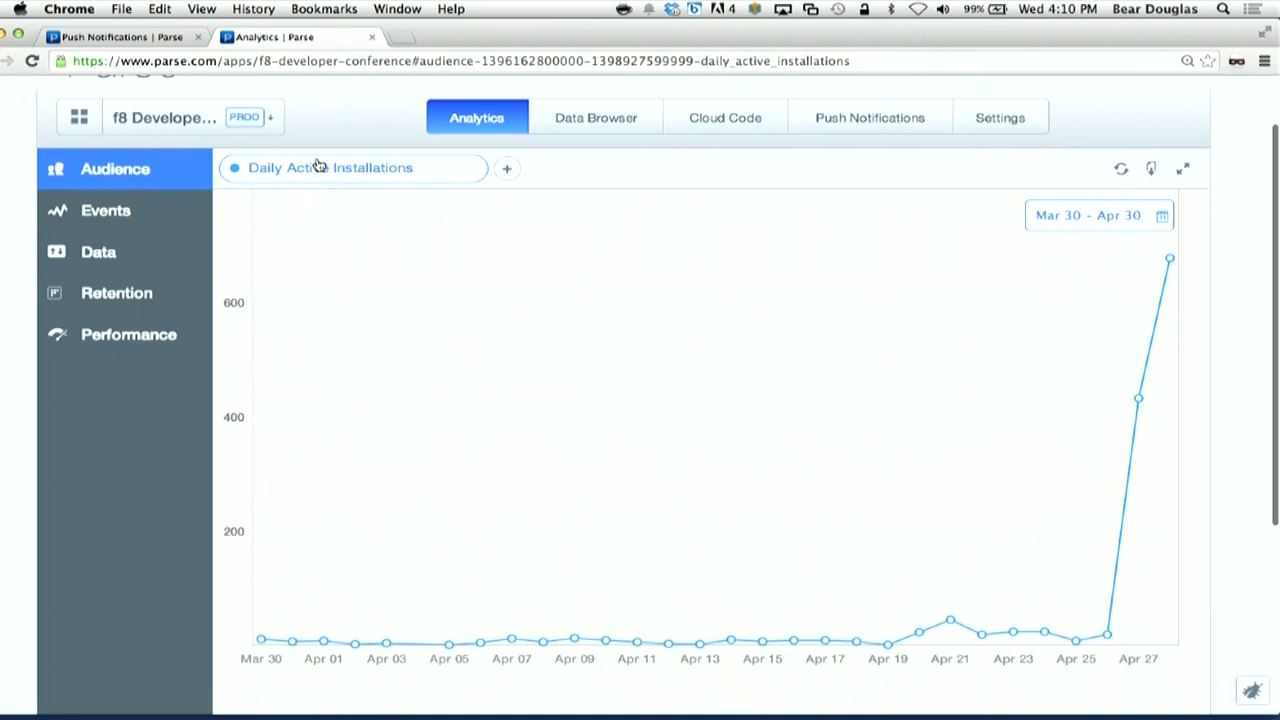 Chrome File Edit View History Bookmarks Window Help 4 99% Wed 4:10 PM Bear Douglas
Push Notifications | Parse × Analytics | Parse ×
https://www.parse.com/apps/f8-developer-conference#audience-1396162800000-1398927599999-daily_active_installations
f8 Develope... PROD Analytics Data Browser Cloud Code Push Notifications Settings
Audience
Daily Active Installations +
Events
Mar 30 - Apr 30
Data
Retention
Performance
600
400
200
Mar 30 Apr 01 Apr 03 Apr 05 Apr 07 Apr 09 Apr 11 Apr 13 Apr 15 Apr 17 Apr 19 Apr 21 Apr 23 Apr 25 Apr 27